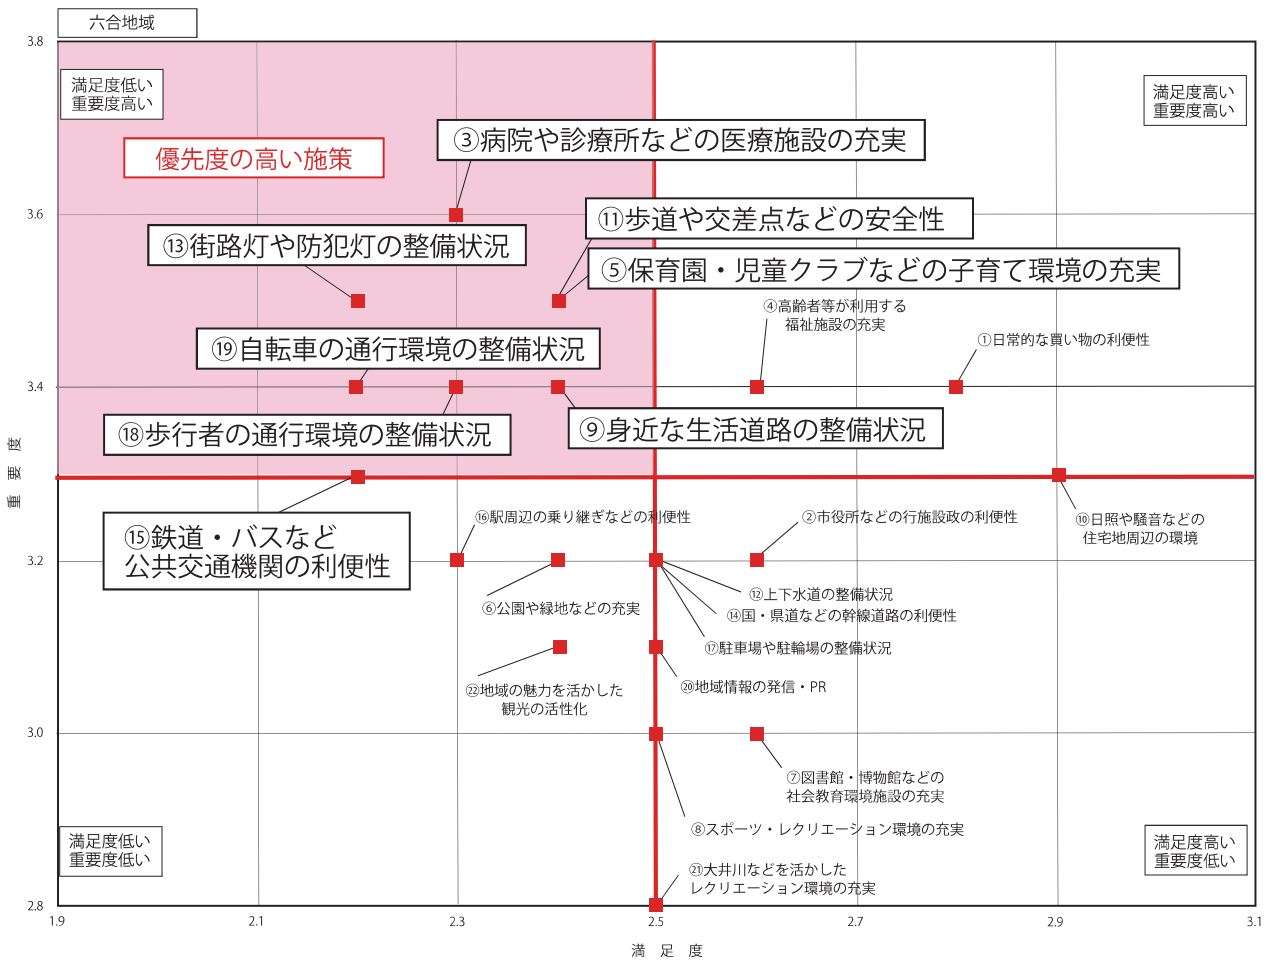 六合地域
3.8
満足度低い
重要度高い
満足度高い
重要度高い
優先度の高い施策
③病院や診療所などの医療施設の充実
3.6
⑪歩道や交差点などの安全性
⑬街路灯や防犯灯の整備状況
⑤保育園・児童クラブなどの子育て環境の充実
④高齢者等が利用する
福祉施設の充実
①日常的な買い物の利便性
⑲自転車の通行環境の整備状況
3.4
⑱歩行者の通行環境の整備状況
⑨身近な生活道路の整備状況
重要度
⑮鉄道・バスなど
公共交通機関の利便性
⑯駅周辺の乗り継ぎなどの利便性
②市役所などの行施設政の利便性
⑩日照や騒音などの
住宅地周辺の環境
3.2
⑥公園や緑地などの充実
⑫上下水道の整備状況
⑭国・県道などの幹線道路の利便性
⑰駐車場や駐輪場の整備状況
㉒地域の魅力を活かした
観光の活性化
⑳地域情報の発信・PR
3.0
⑦図書館・博物館などの
社会教育環境施設の充実
⑧スポーツ・レクリエーション環境の充実
満足度低い
重要度低い
満足度高い
重要度低い
㉑大井川などを活かした
レクリエーション環境の充実
2.8
1.9
2.1
2.3
2.5
2.7
2.9
3.1
満足度